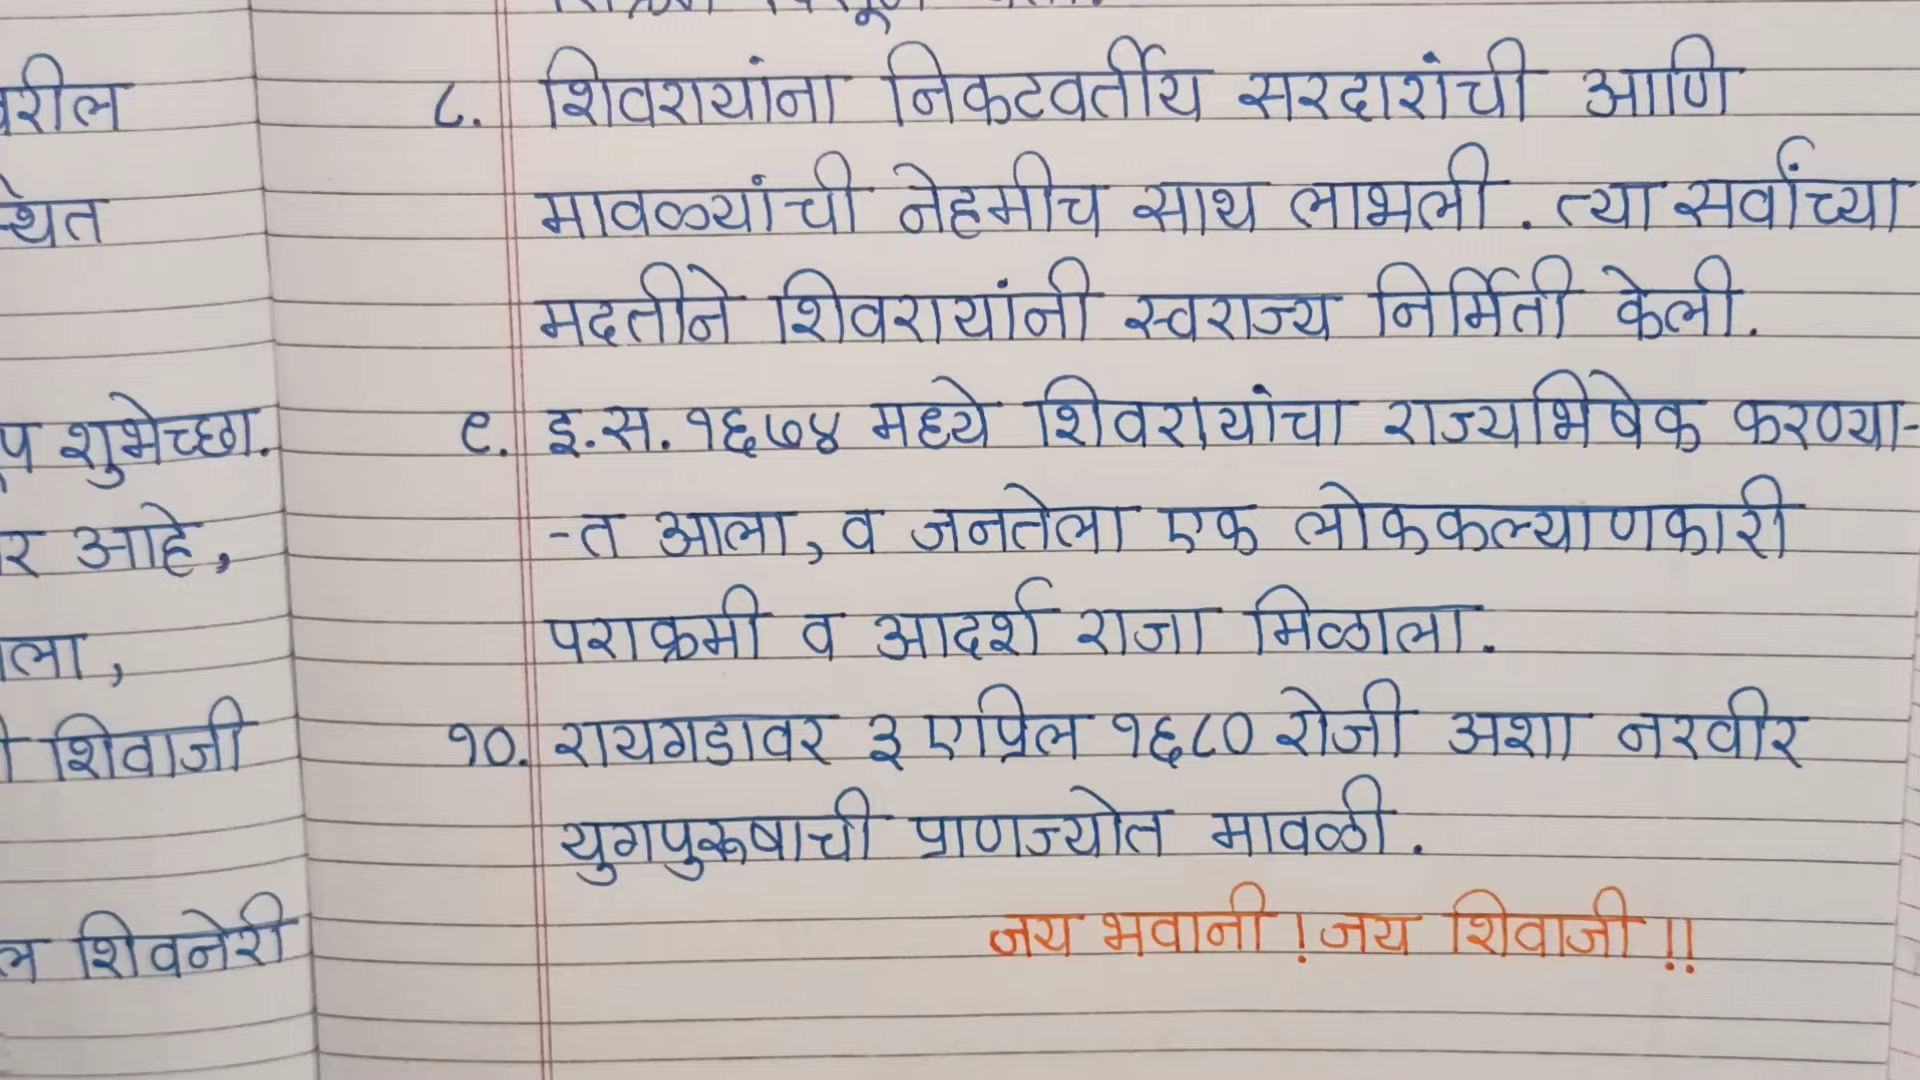 रील
स्थेत
शुभेच्छा.
र आहे,
ला,
शिवाजी
शिवनेरी
८. शिवरायांना निकटवर्तीय सरदारांची आणि
मावळ्यांची नेहमीच साथ लाभली. त्या सर्वांच्या
मदतीने शिवरायांनी स्वराज्य निर्मिती केली.
९. इ.स. १६७४ मध्ये शिवरायांचा राज्यभिषेक करण्या-
-त आला, व जनतेला एक लोककल्याणकारी
पराक्रमी व आदर्श राजा मिळाला.
१०. रायगडावर ३ एप्रिल १६८० रोजी अशा नरवीर
युगपुरूषाची प्राणज्योत मावळी.
जय भवानी! जय शिवाजी!!